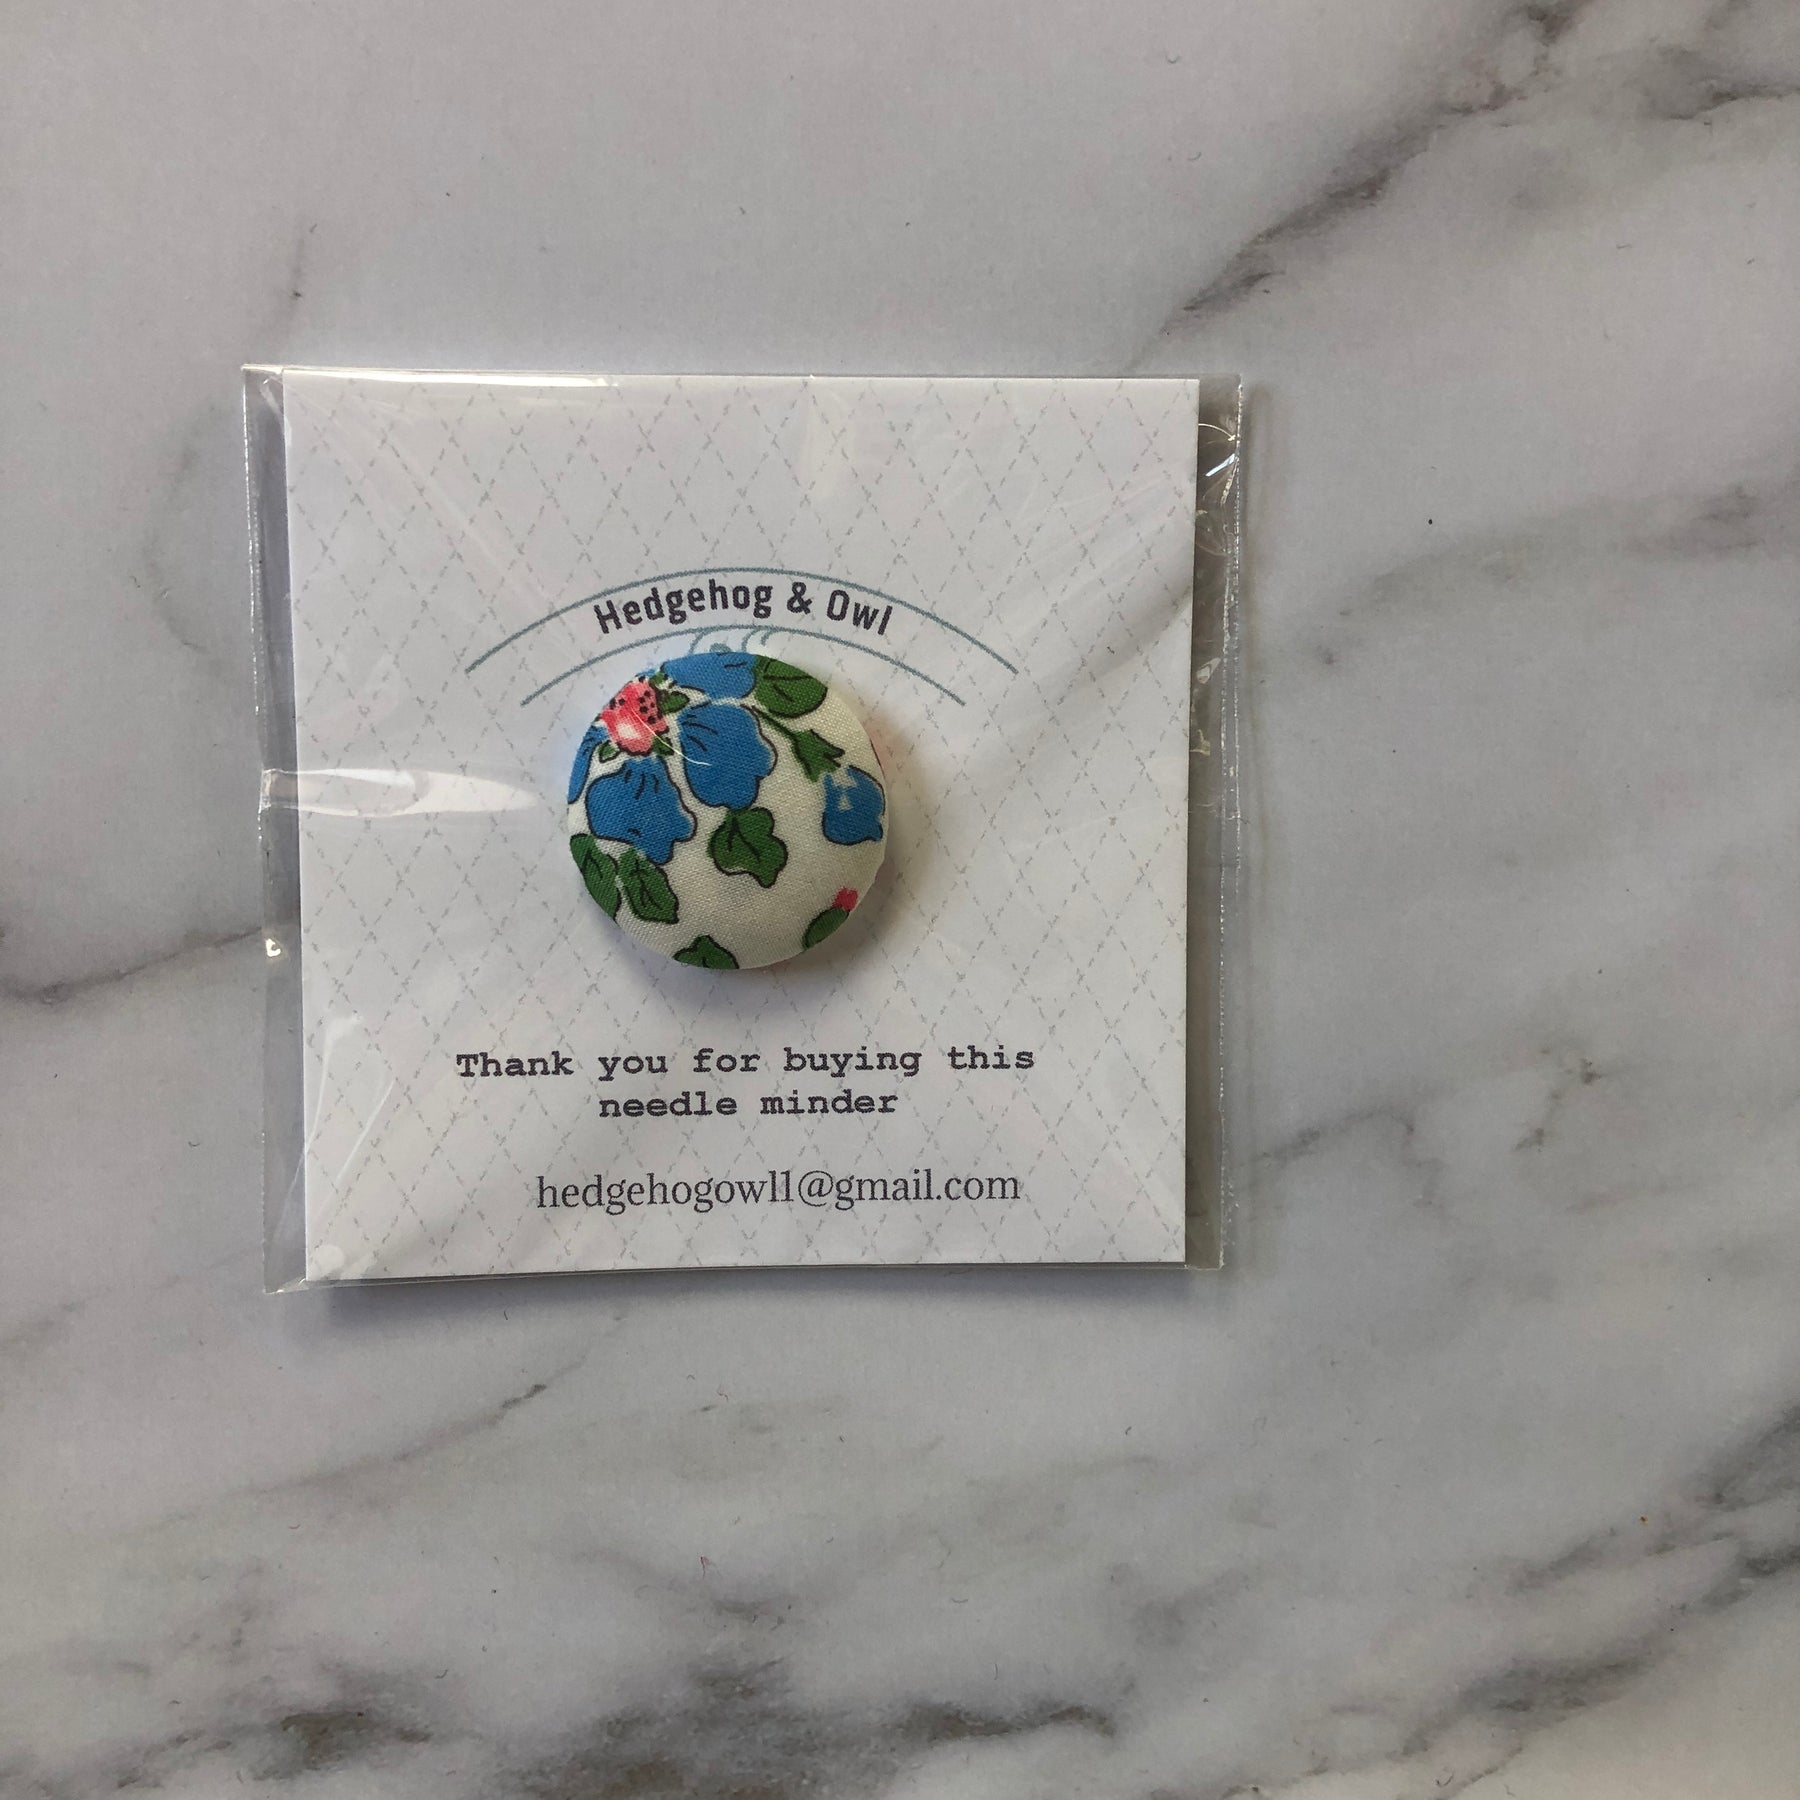 Hedgehog & Owl
Thank you for buying this
needle minder
hedgehogowl1@gmail.com